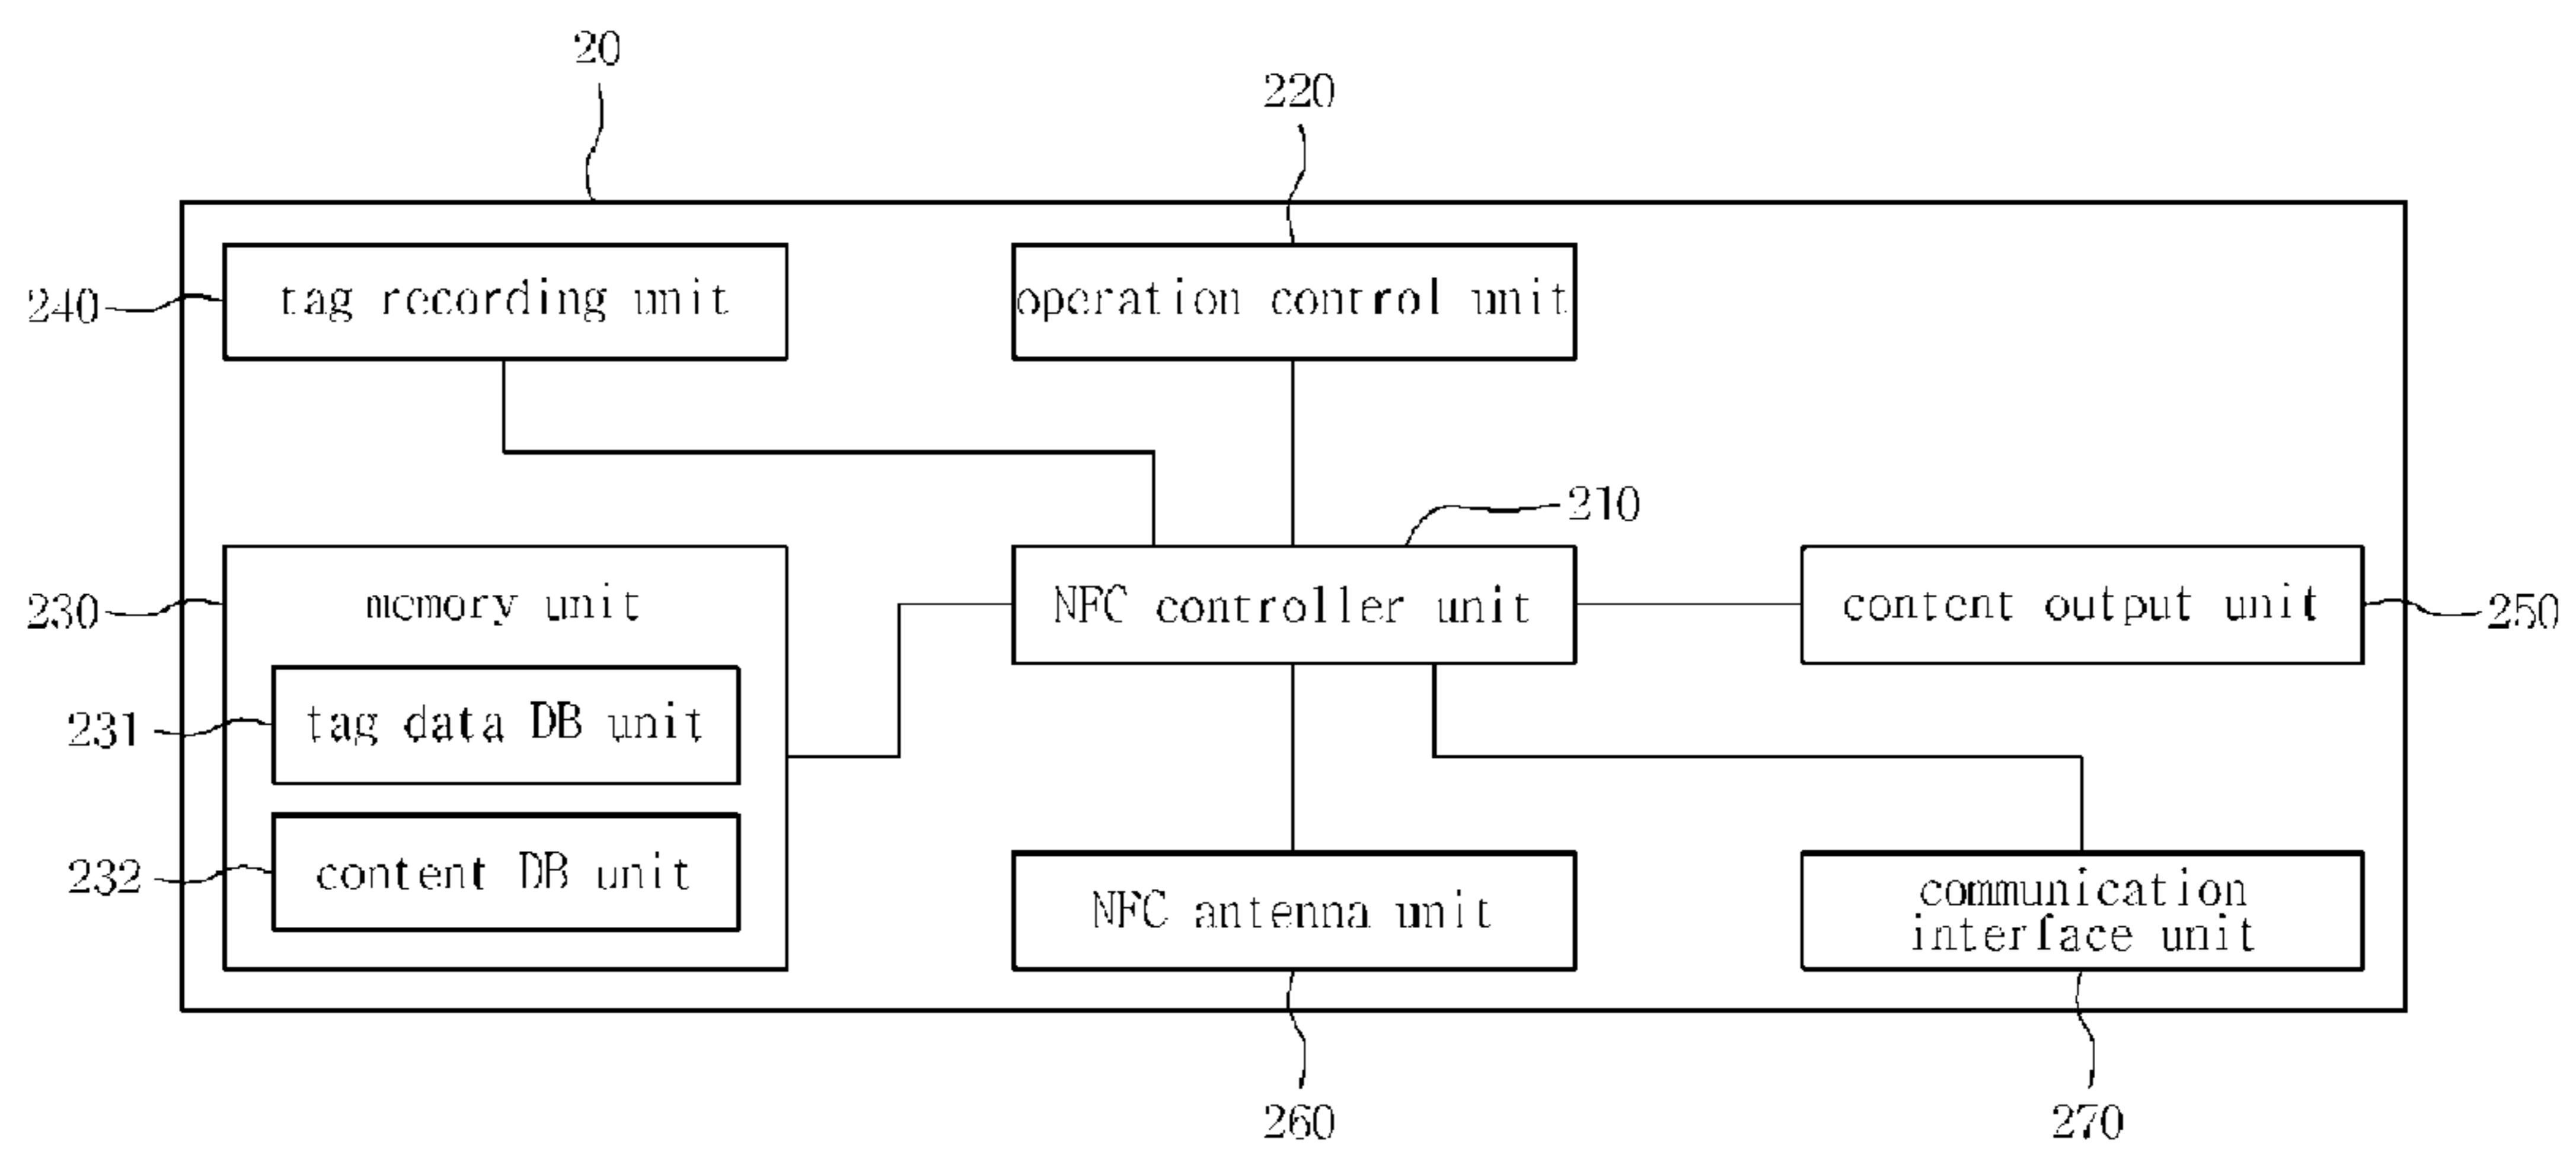 20
220
240
tag recording unit
operation control unit
210
230
memory unit
NFC controller unit
content output unit
250
231
tag data DB unit
232
content DB unit
NFC antenna unit
communication
interface unit
260
270